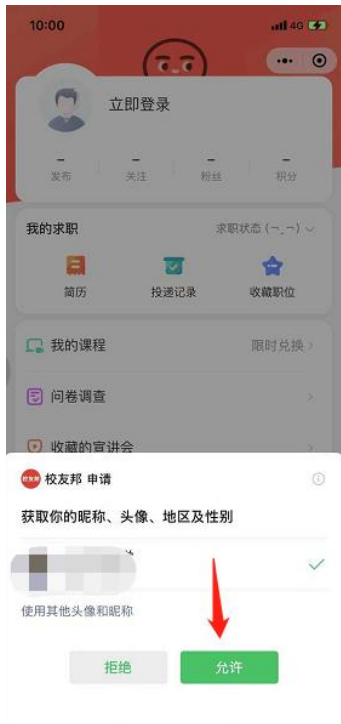 10:00
4G
立即登录
发布 关注 粉丝 积分
我的求职 求职状态 (¬_¬)
简历 投递记录 收藏职位
我的课程 限时兑换
问卷调查
收藏的宣讲会
校友邦 校友邦 申请
获取你的昵称、头像、地区及性别
使用其他头像和昵称
拒绝 允许